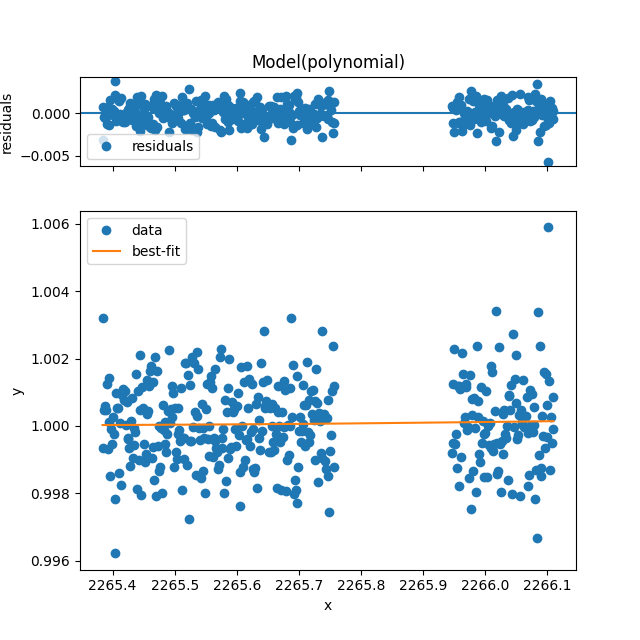 Model(polynomial)
residuals
0.000
−0.005
residuals
data
best-fit
y
1.006
1.004
1.002
1.000
0.998
0.996
2265.4 2265.5 2265.6 2265.7 2265.8 2265.9 2266.0 2266.1
x